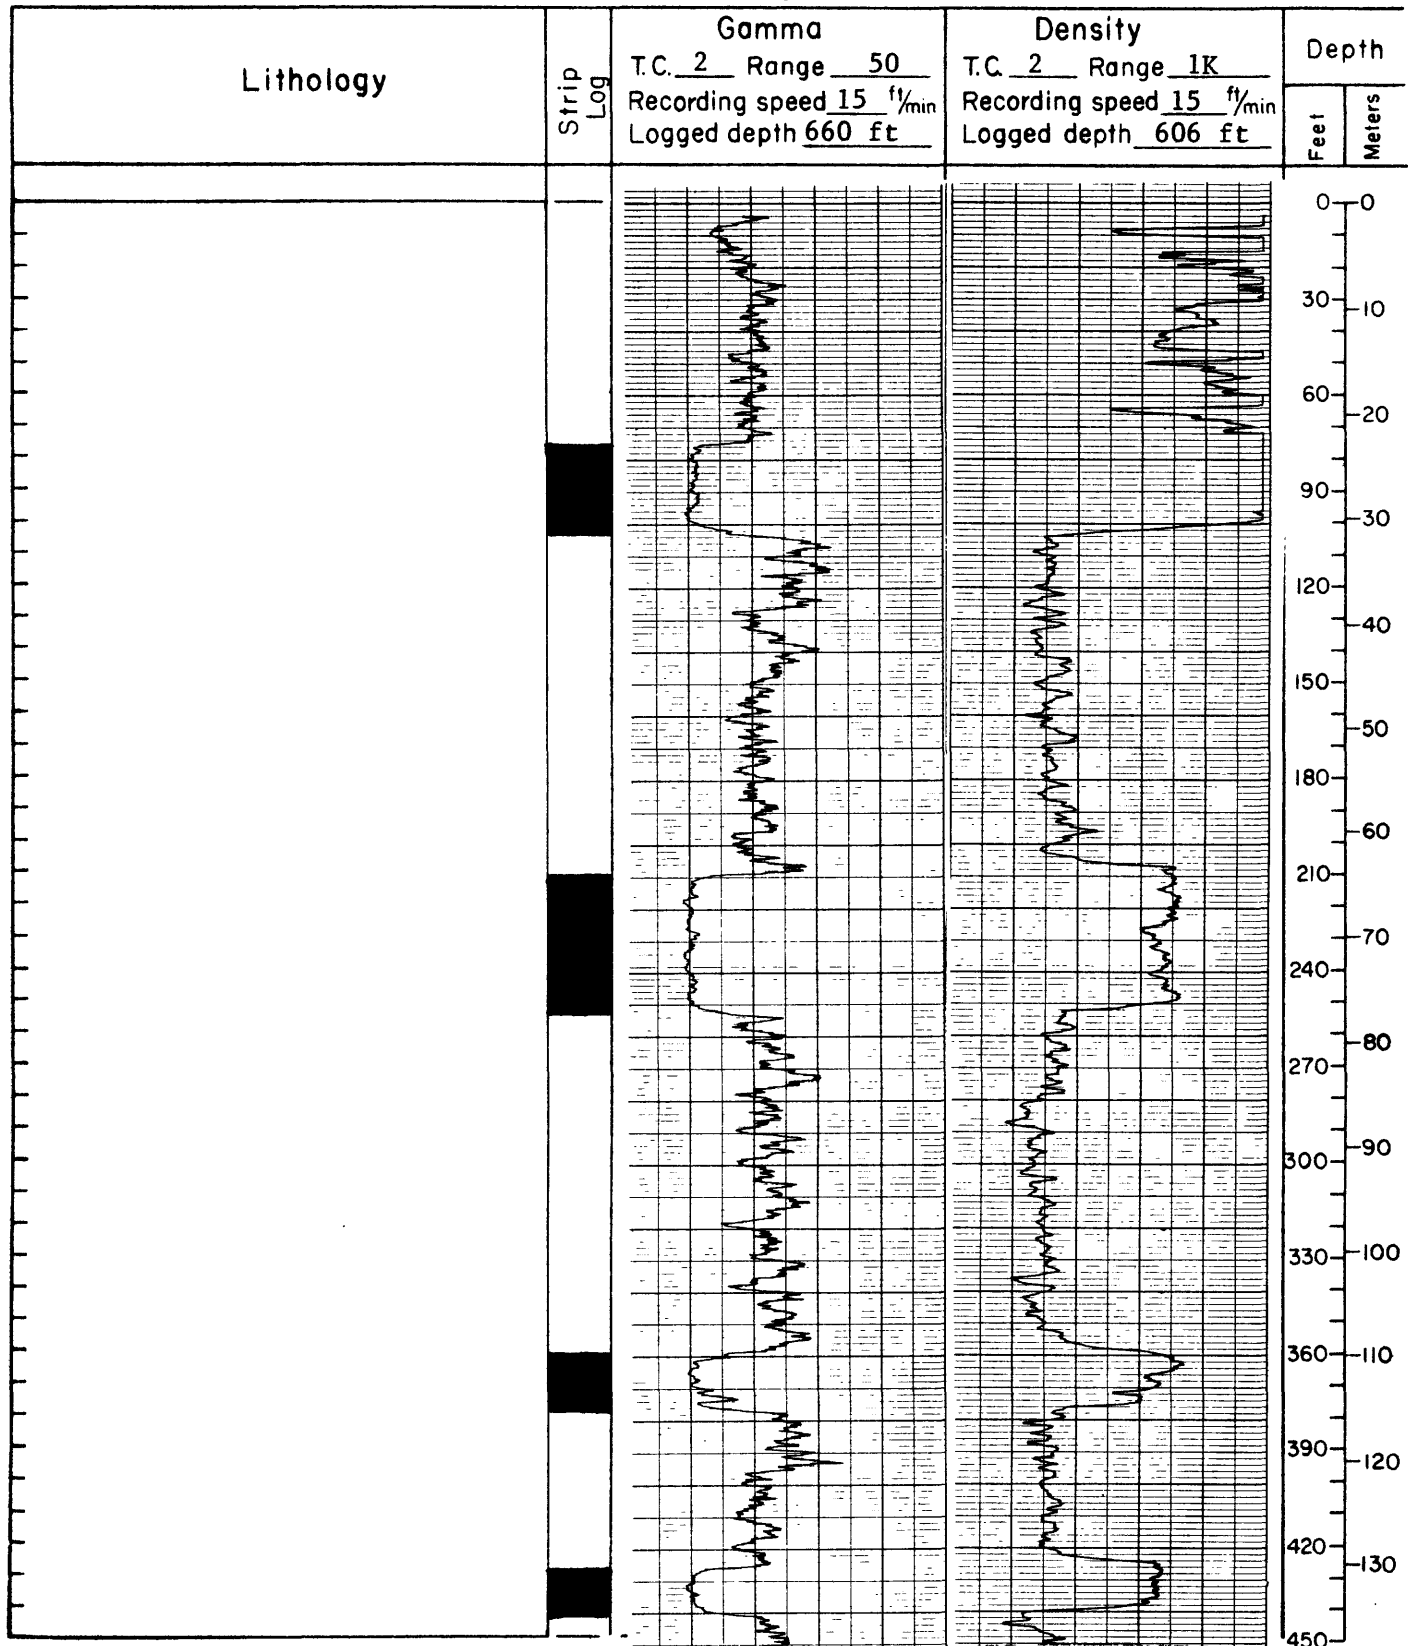 Lithology
Strip Log
Gamma
T.C. 2 Range 50
Recording speed 15 ft/min
Logged depth 660 ft
Density
T.C. 2 Range 1K
Recording speed 15 ft/min
Logged depth 606 ft
Depth
Feet
Meters
0 0
30
10
60
20
90
30
120
40
150
50
180
60
210
70
240
80
270
90
300
100
330
110
360
120
390
130
420
450